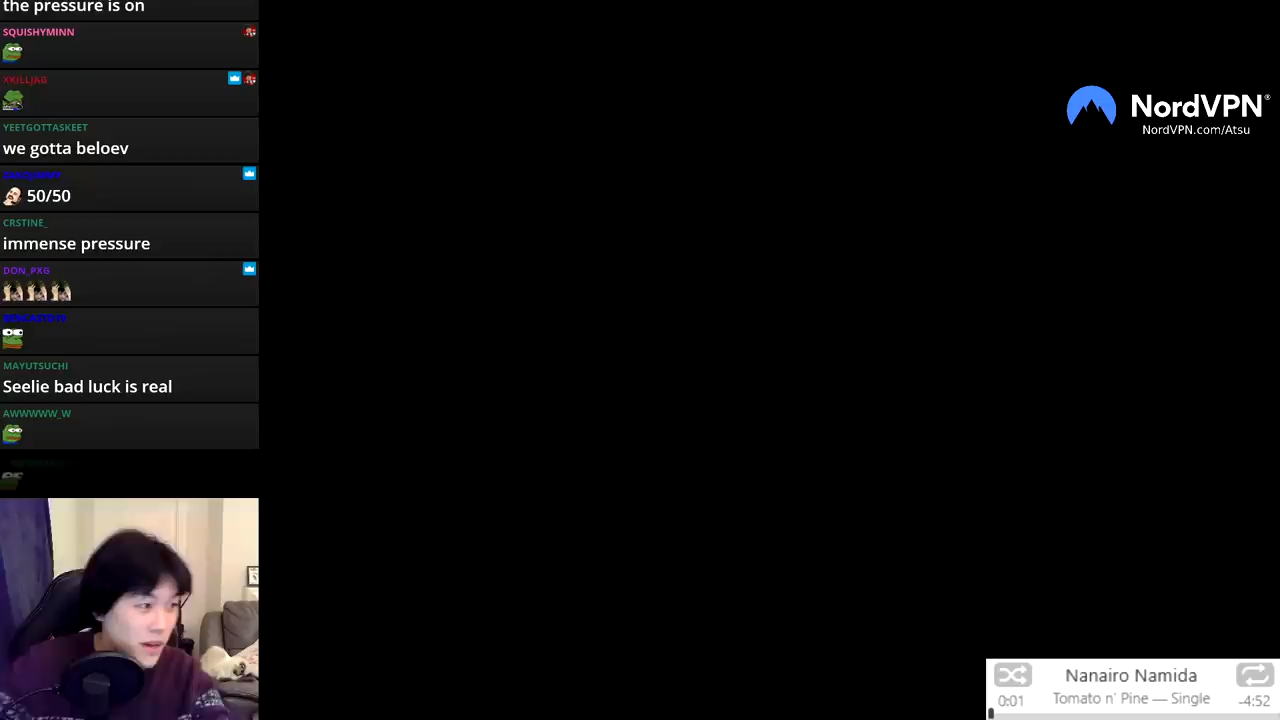 the pressure is on
SQUISHYMINN
XKILLJAB
YEETGOTTASKEET
we gotta beloev
50/50
CRSTINE_
immense pressure
DON_PXG
MAYUTSUCHI
Seelie bad luck is real
AWWWWW_W
NordVPN®
NordVPN.com/Atsu
Nanairo Namida
0:01
Tomato n' Pine — Single
-4:52